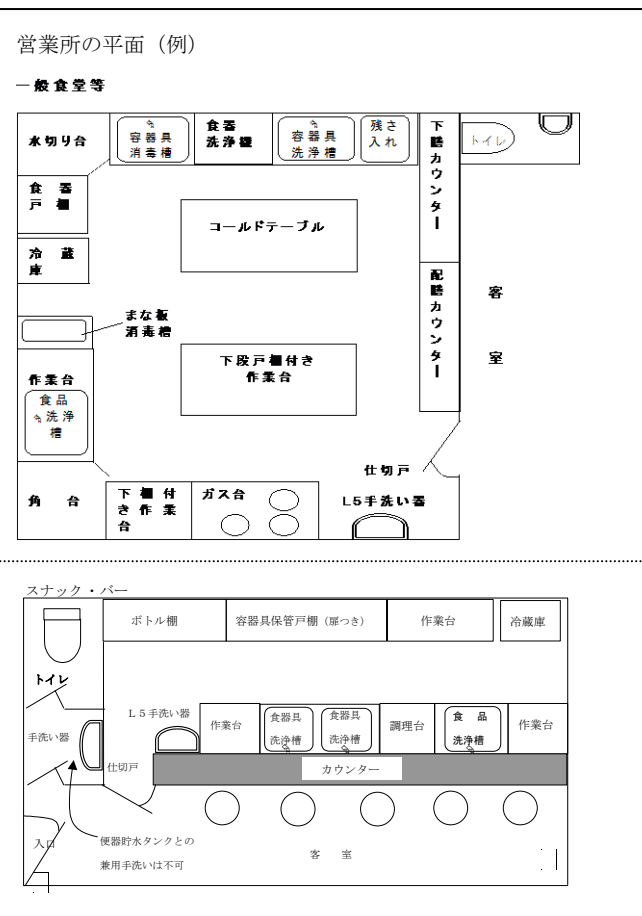 営業所の平面（例）
一般食堂等
水切り台
容器具
消毒槽
食器
洗浄機
容器具
洗浄槽
残さ
入れ
下膳カウンター
トイレ
食器
戸棚
コールドテーブル
冷蔵
庫
配膳カウンター
客室
まな板
消毒槽
下段戸棚付き
作業台
作業台
食品
洗浄
槽
仕切戸
角台
下棚付
き作業
台
ガス台
L5手洗い器
スナック・バー
ボトル棚
容器具保管戸棚（扉つき）
作業台
冷蔵庫
トイレ
手洗い器
L５手洗い器
作業台
食器具
洗浄槽
食器具
洗浄槽
調理台
食品
洗浄槽
作業台
仕切戸
カウンター
入口
便器貯水タンクとの
兼用手洗いは不可
客室